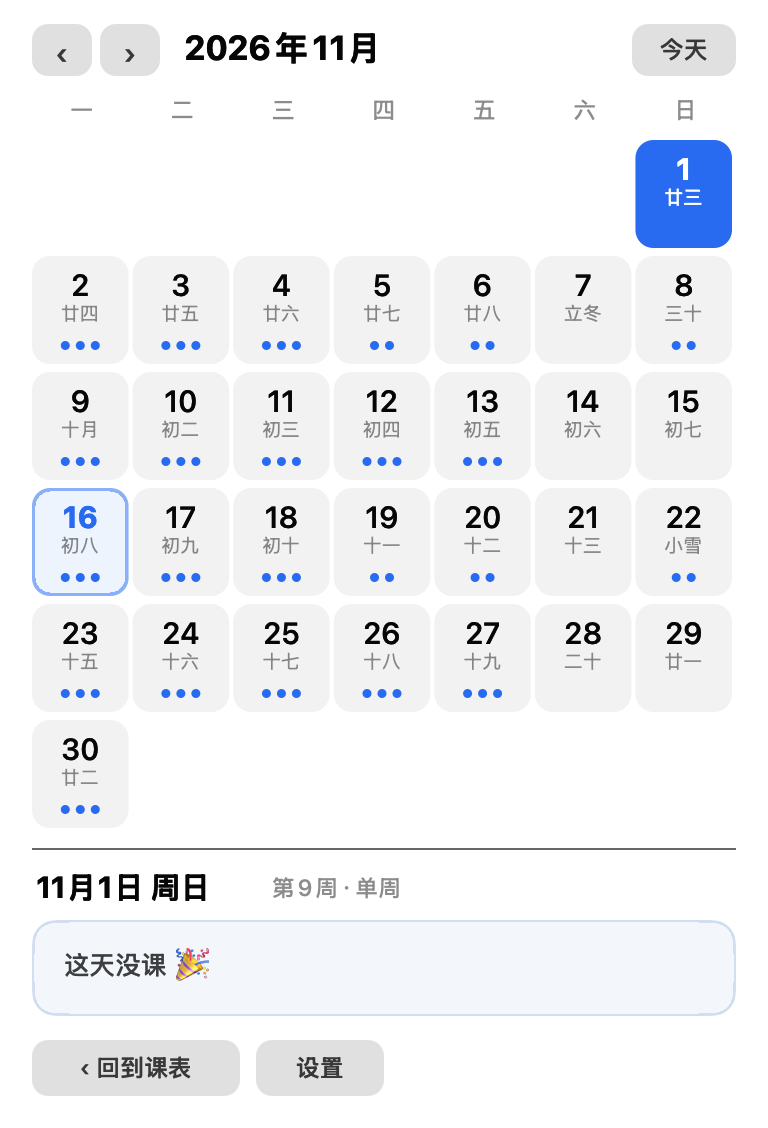 ‹ › 2026年11月 今天
一 二 三 四 五 六 日
1
廿三
2 3 4 5 6 7 8
廿四 廿五 廿六 廿七 廿八 立冬 三十
9 10 11 12 13 14 15
十月 初二 初三 初四 初五 初六 初七
16 17 18 19 20 21 22
初八 初九 初十 十一 十二 十三 小雪
23 24 25 26 27 28 29
十五 十六 十七 十八 十九 二十 廿一
30
廿二
11月1日 周日 第9周 · 单周
这天没课 🎉
‹ 回到课表 设置